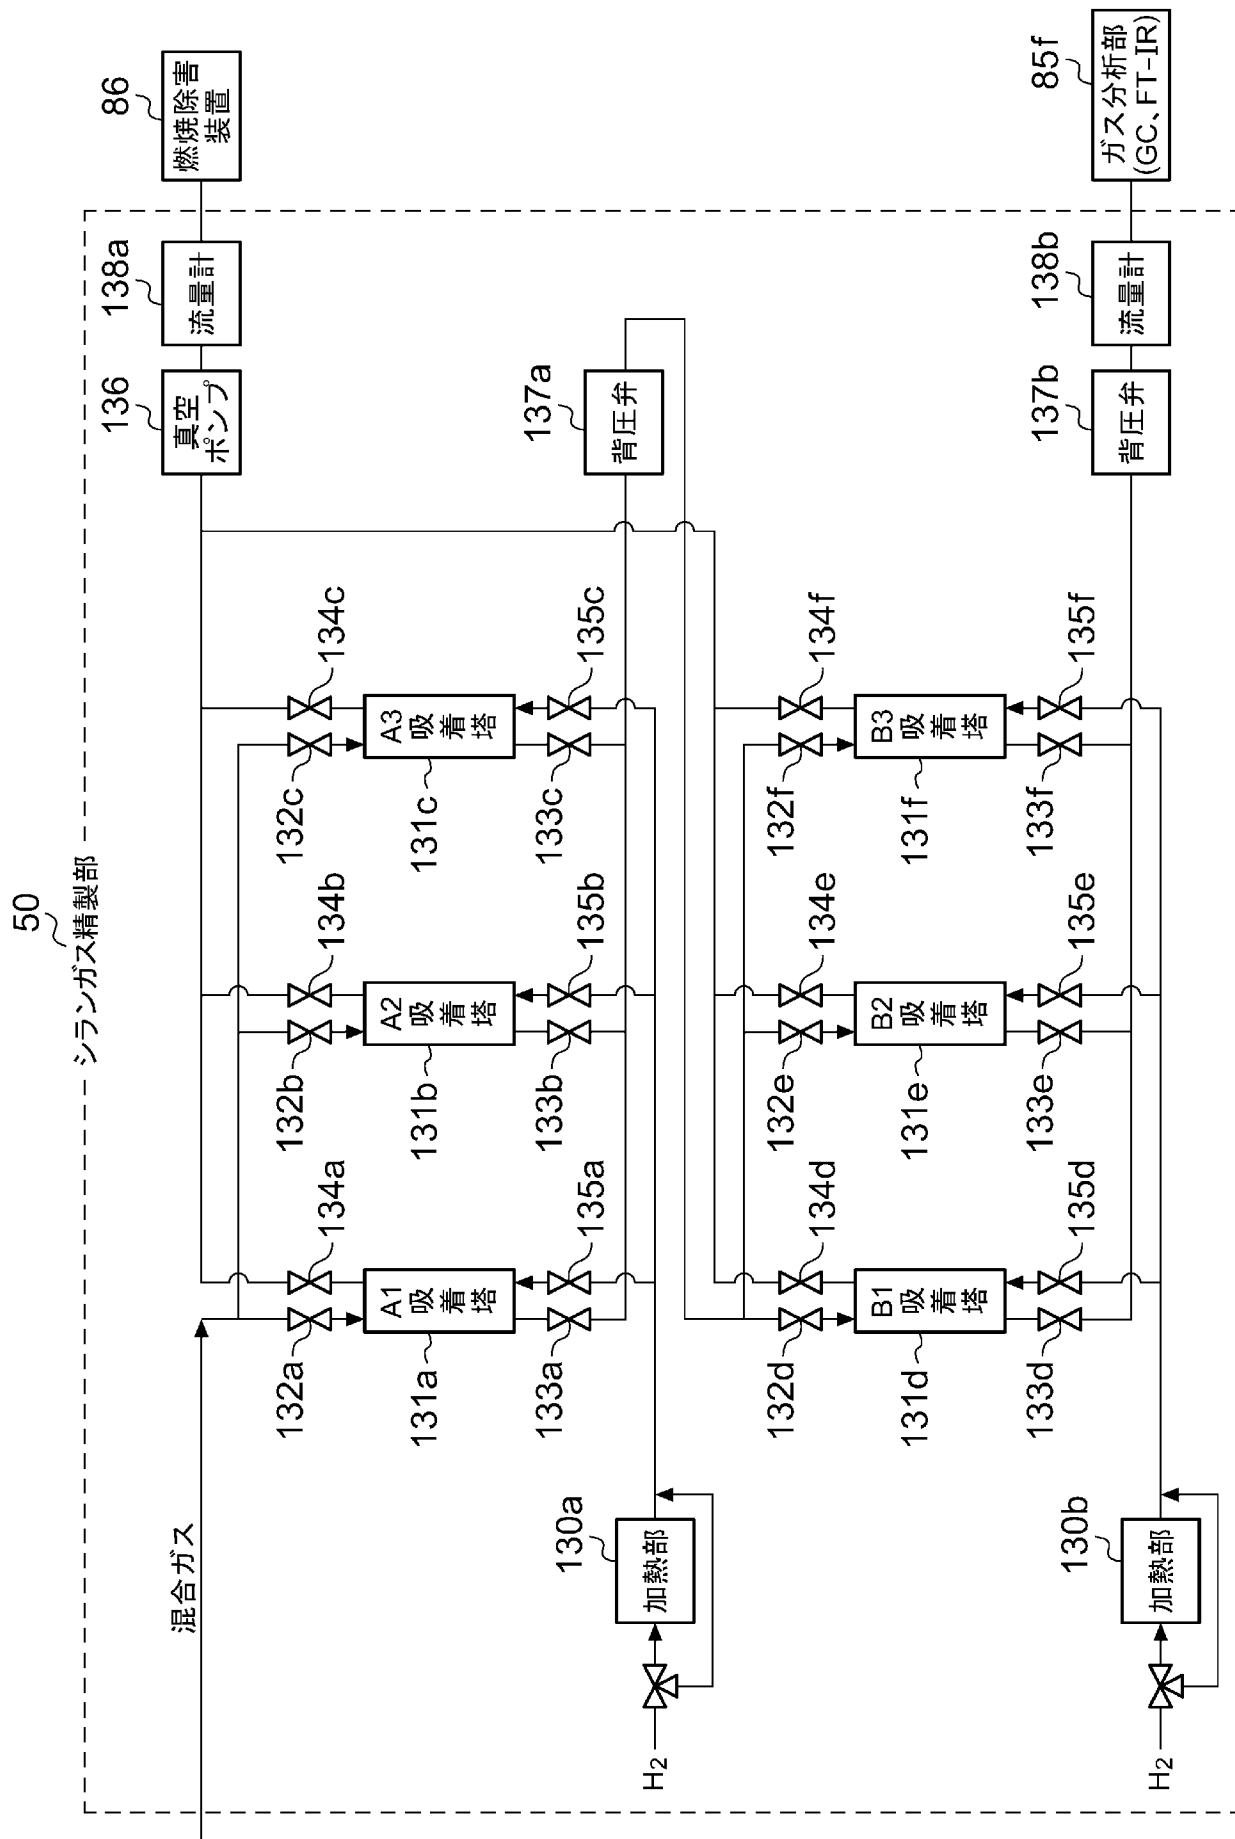 50
シランガス精製部
混合ガス
136
真空
ポンプ
138a
流量計
86
燃焼除害
装置
132a
134a
132b
134b
132c
134c
A1
吸
着
塔
131a
A2
吸
着
塔
131b
A3
吸
着
塔
131c
133a
135a
133b
135b
133c
135c
137a
背圧弁
130a
加熱部
H2
132d
134d
132e
134e
132f
134f
B1
吸
着
塔
131d
B2
吸
着
塔
131e
B3
吸
着
塔
131f
133d
135d
133e
135e
133f
135f
137b
背圧弁
138b
流量計
85f
ガス分析部
(GC、FT-IR)
130b
加熱部
H2